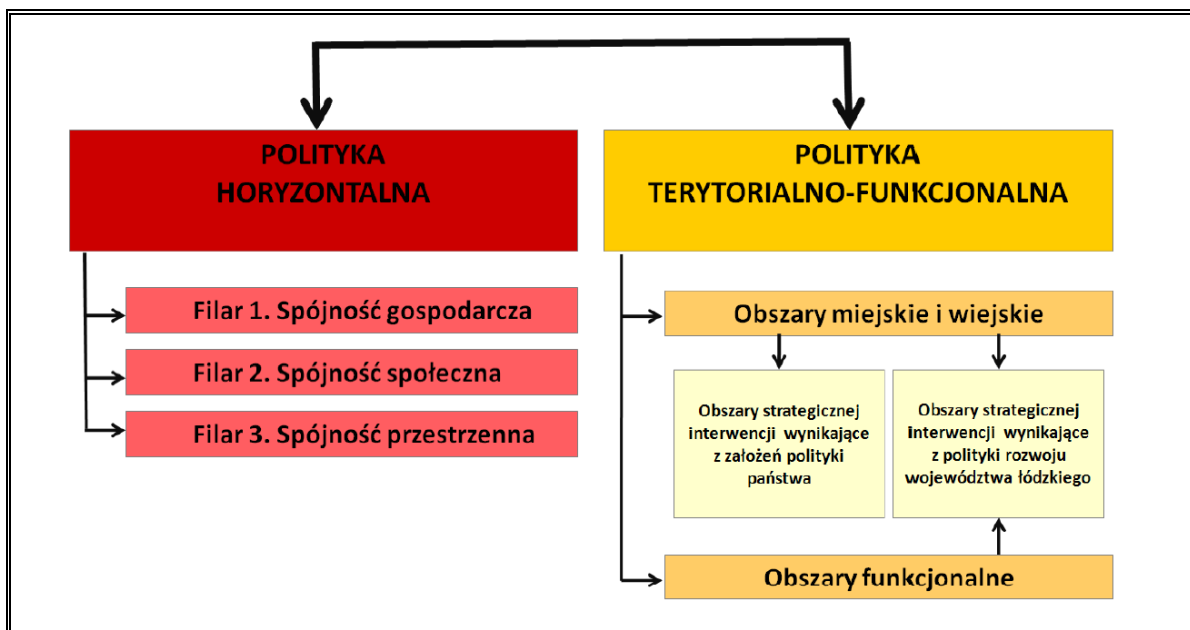 POLITYKA
HORYZONTALNA
POLITYKA
TERYTORIALNO-FUNKCJONALNA
Filar 1. Spójność gospodarcza
Filar 2. Spójność społeczna
Filar 3. Spójność przestrzenna
Obszary miejskie i wiejskie
Obszary strategicznej
interwencji wynikające
z założeń polityki
państwa
Obszary strategicznej
interwencji wynikające
z polityki rozwoju
województwa łódzkiego
Obszary funkcjonalne